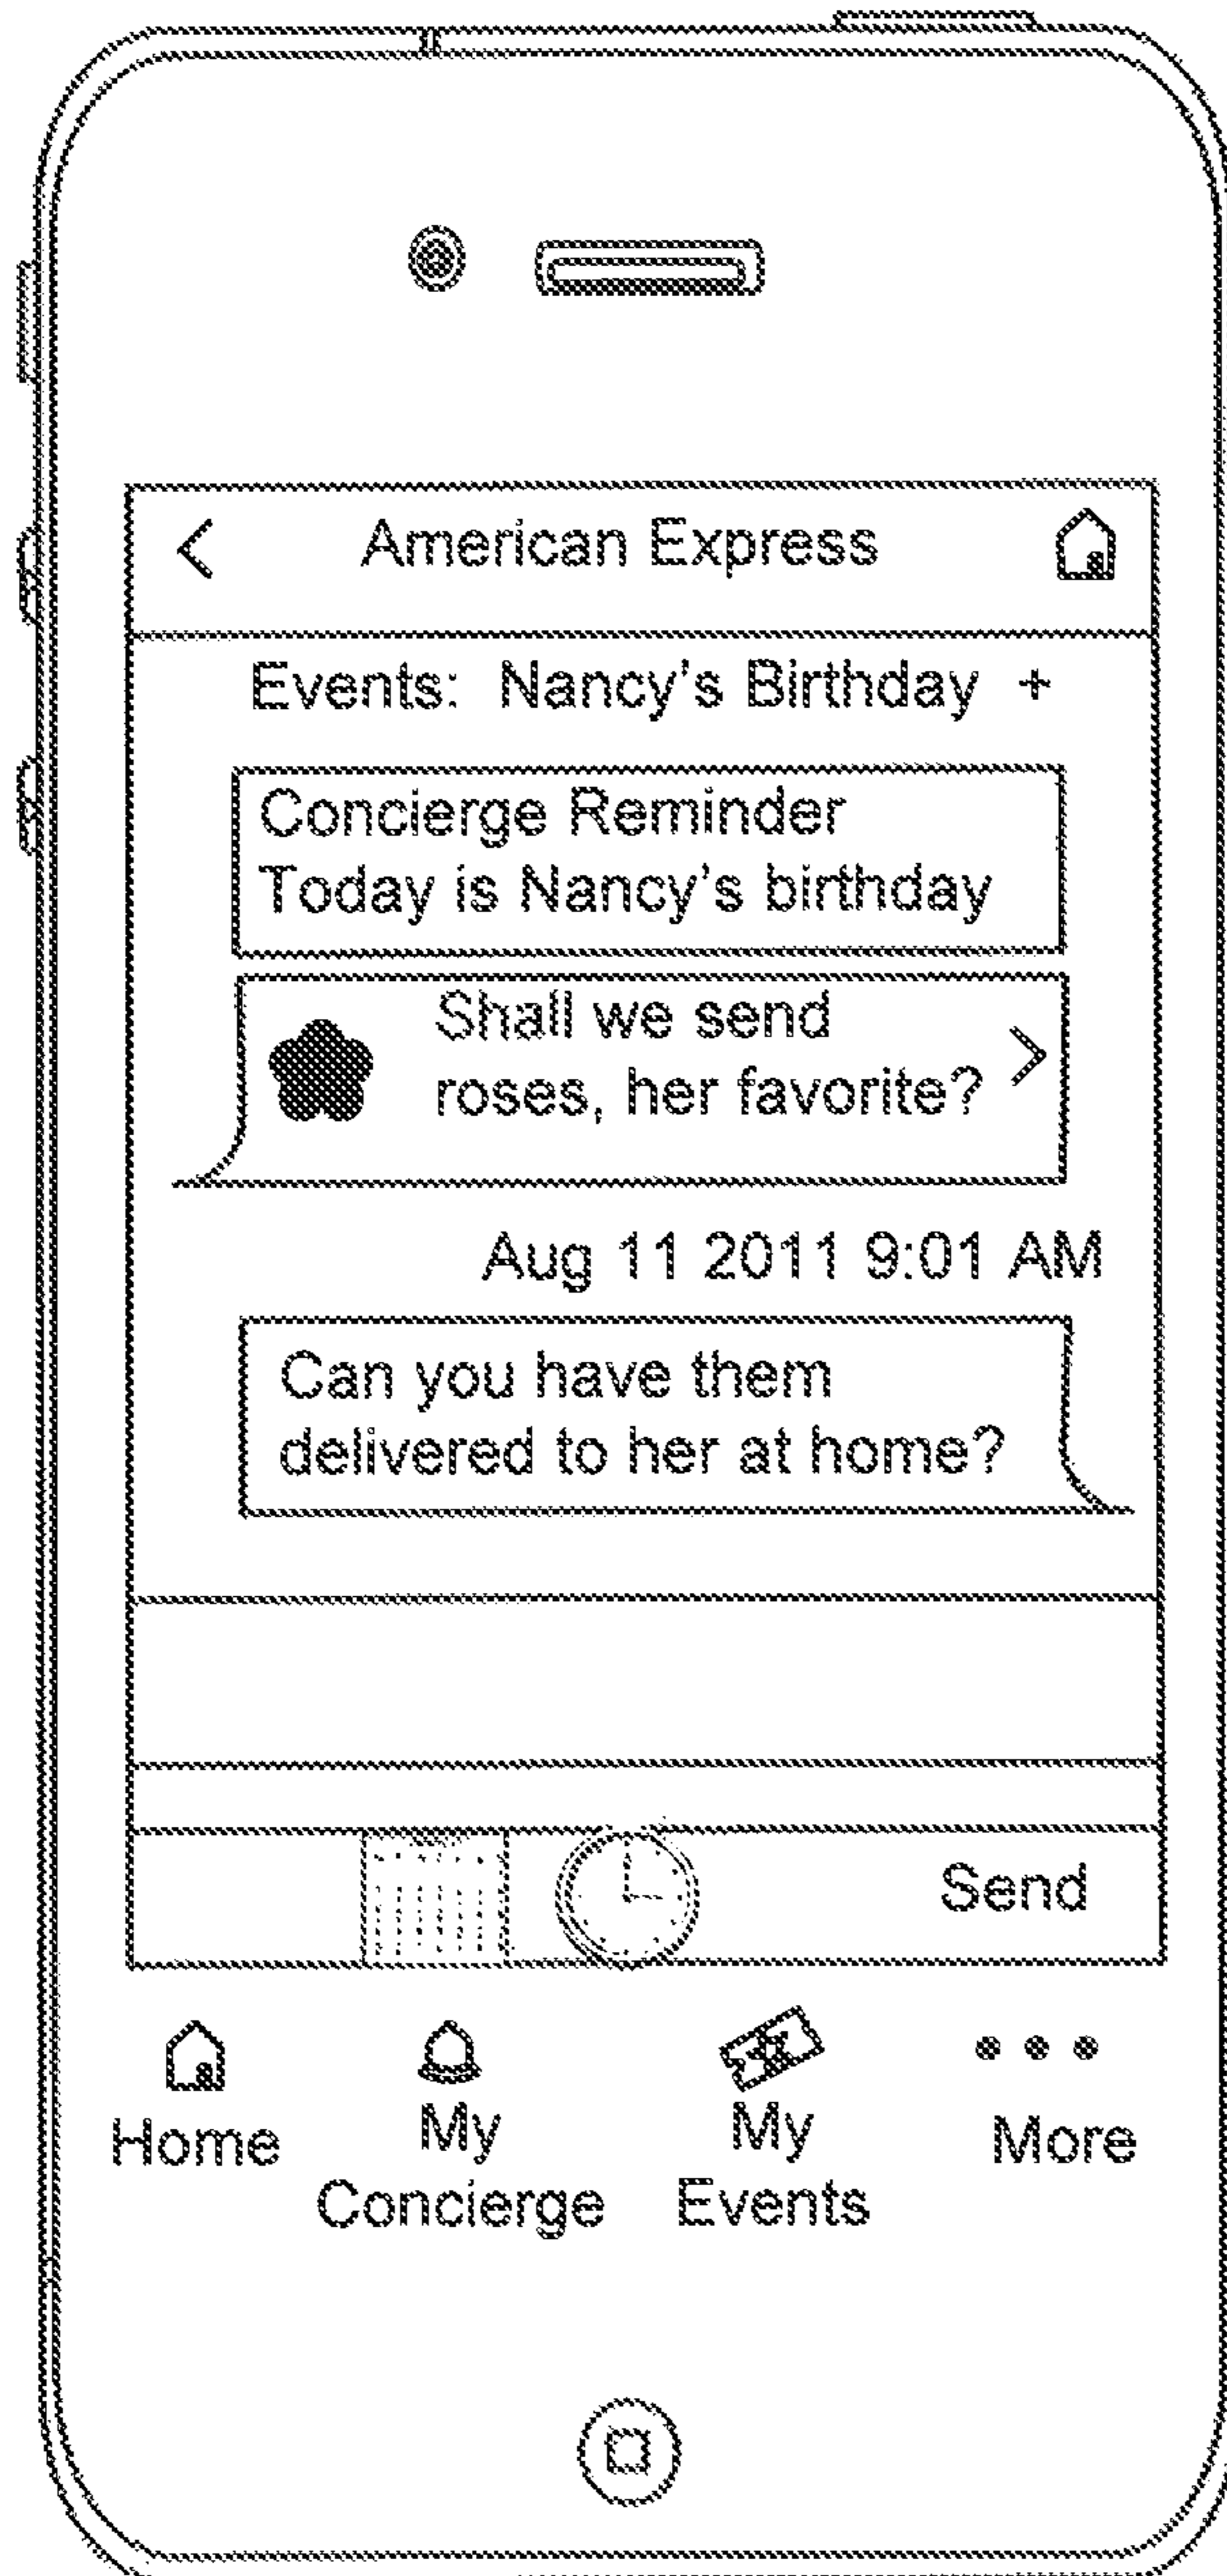 American Express
Events: Nancy's Birthday +
Concierge Reminder
Today is Nancy's birthday
Shall we send
roses, her favorite? >
Aug 11 2011 9:01 AM
Can you have them
delivered to her at home?
Send
Home
My
Concierge
My
Events
More